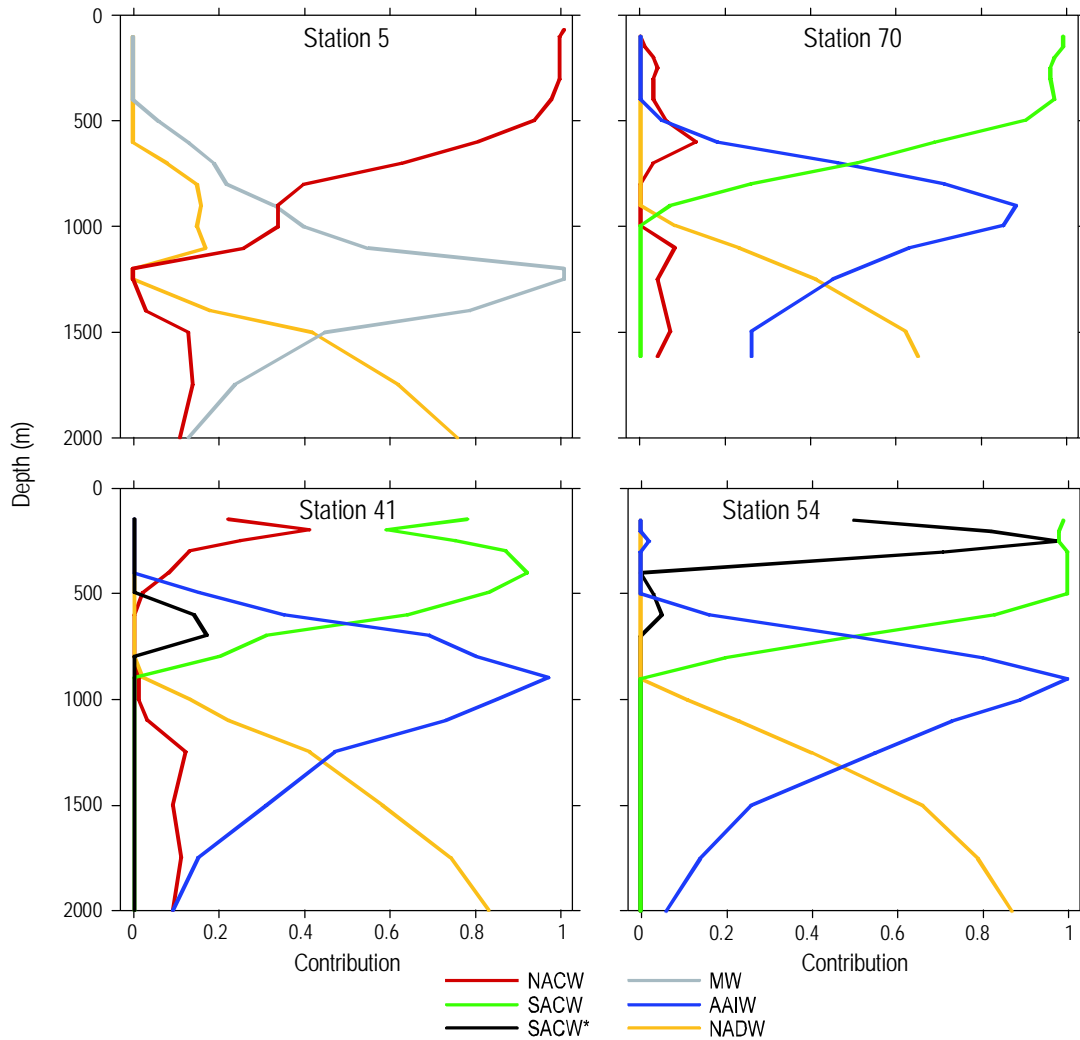 0
500
1000
1500
2000
Station 5
Station 70
Depth (m)
0
500
1000
1500
2000
Station 41
Station 54
0 0.2 0.4 0.6 0.8 1
0 0.2 0.4 0.6 0.8 1
Contribution
Contribution
NACW
SACW
SACW*
MW
AAIW
NADW